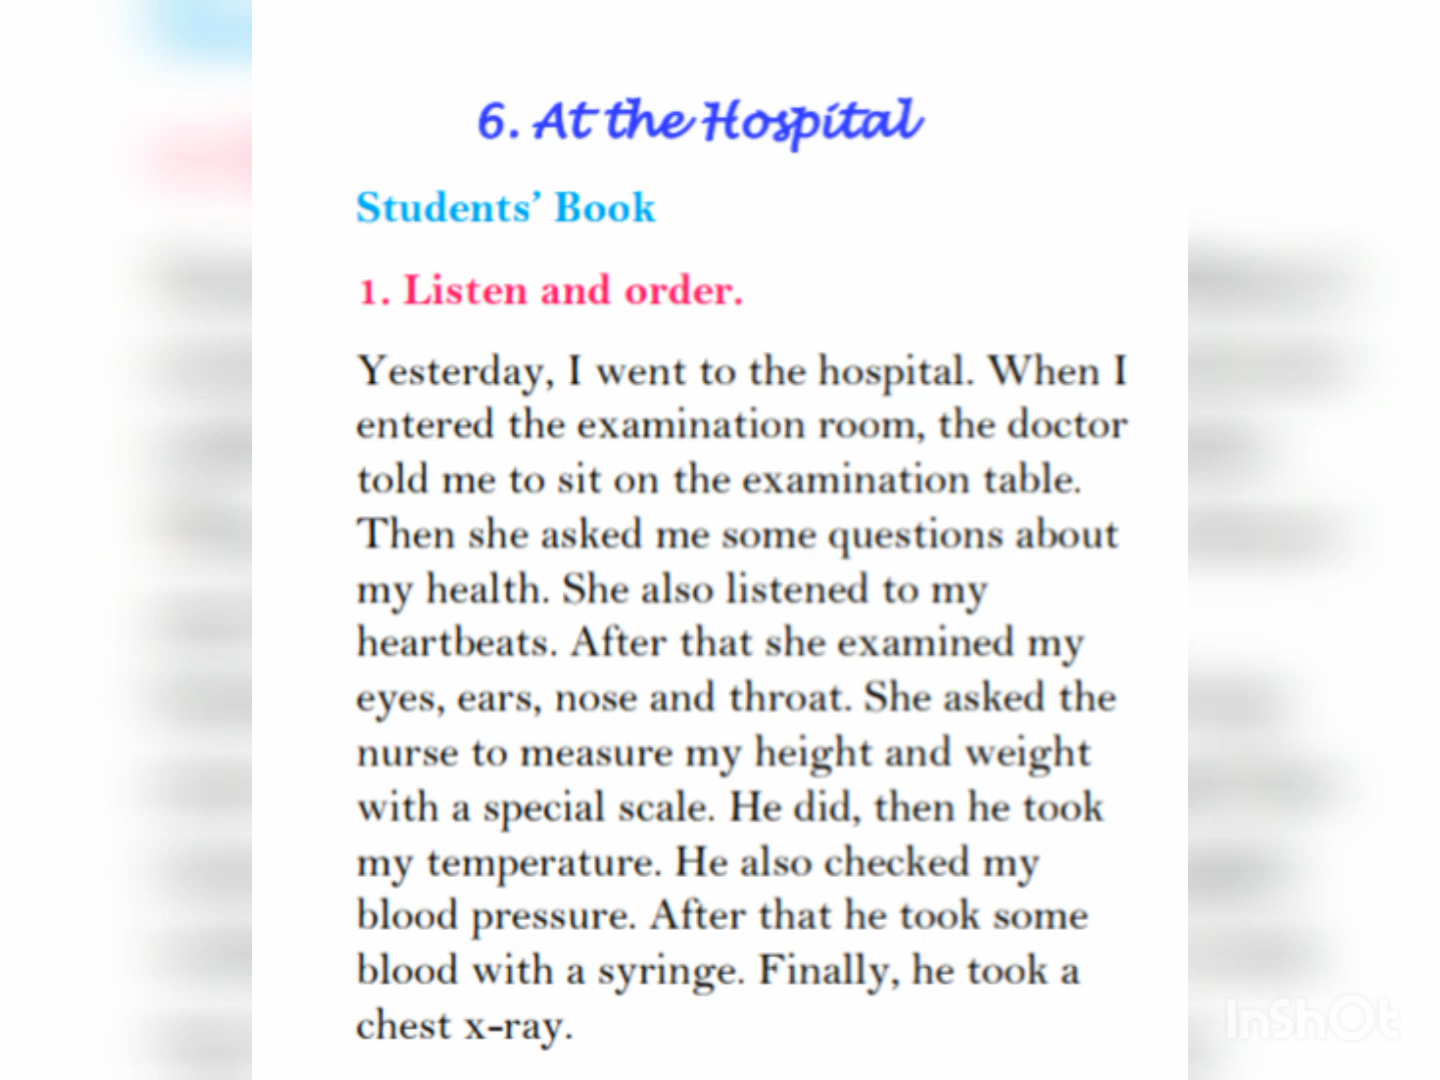 6. At the Hospital
Students’ Book
1. Listen and order.
Yesterday, I went to the hospital. When I
entered the examination room, the doctor
told me to sit on the examination table.
Then she asked me some questions about
my health. She also listened to my
heartbeats. After that she examined my
eyes, ears, nose and throat. She asked the
nurse to measure my height and weight
with a special scale. He did, then he took
my temperature. He also checked my
blood pressure. After that he took some
blood with a syringe. Finally, he took a
chest x-ray.
InShOt